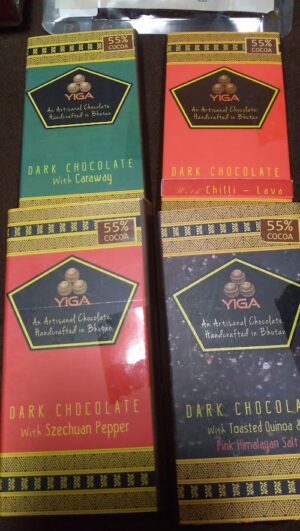 55%
COCOA
YIGA
An Artisanal Chocolate,
Handcrafted in Bhutan
DARK CHOCOLATE
With Caraway
55%
COCOA
YIGA
An Artisanal Chocolate,
Handcrafted in Bhutan
DARK CHOCOLATE
With Chilli - Lava
55%
COCOA
YIGA
An Artisanal Chocolate,
Handcrafted in Bhutan
DARK CHOCOLATE
With Szechuan Pepper
55%
COCOA
YIGA
An Artisanal Chocolate,
Handcrafted in Bhutan
DARK CHOCOLA
With Toasted Quinoa &
Pink Himalayan Salt